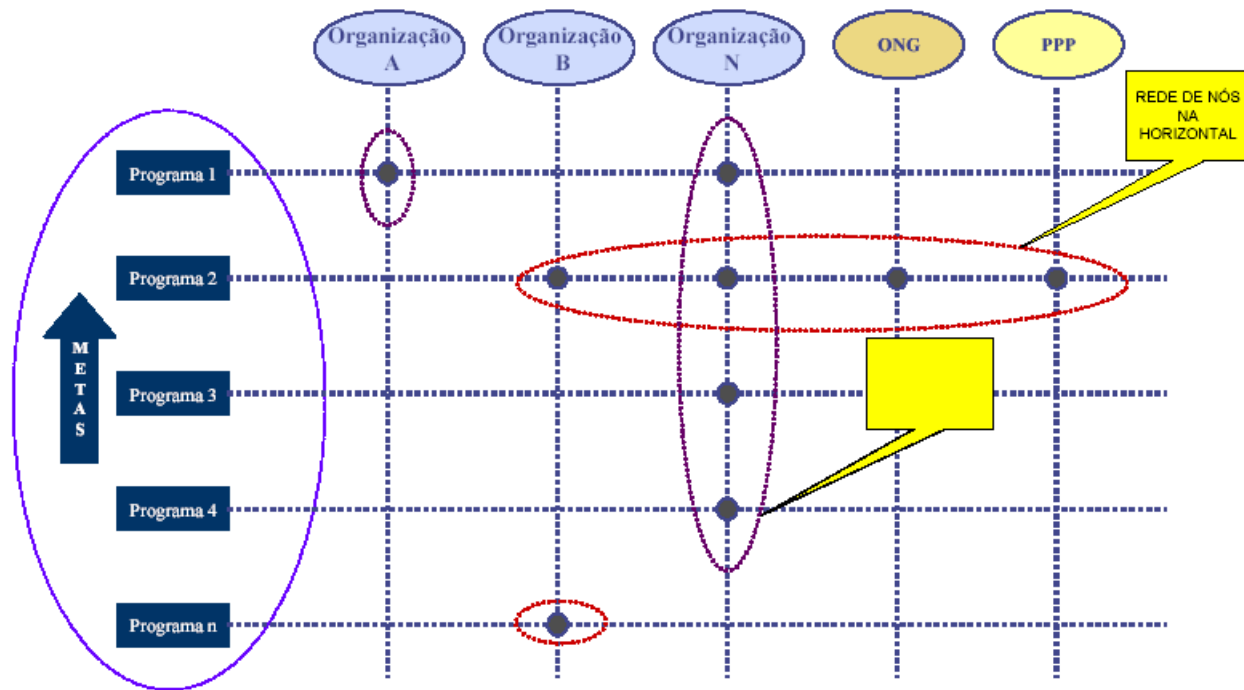 Organização
A
Organização
B
Organização
N
ONG
PPP
REDE DE NÓS
NA
HORIZONTAL
Programa 1
Programa 2
METAS
Programa 3
Programa 4
Programa n